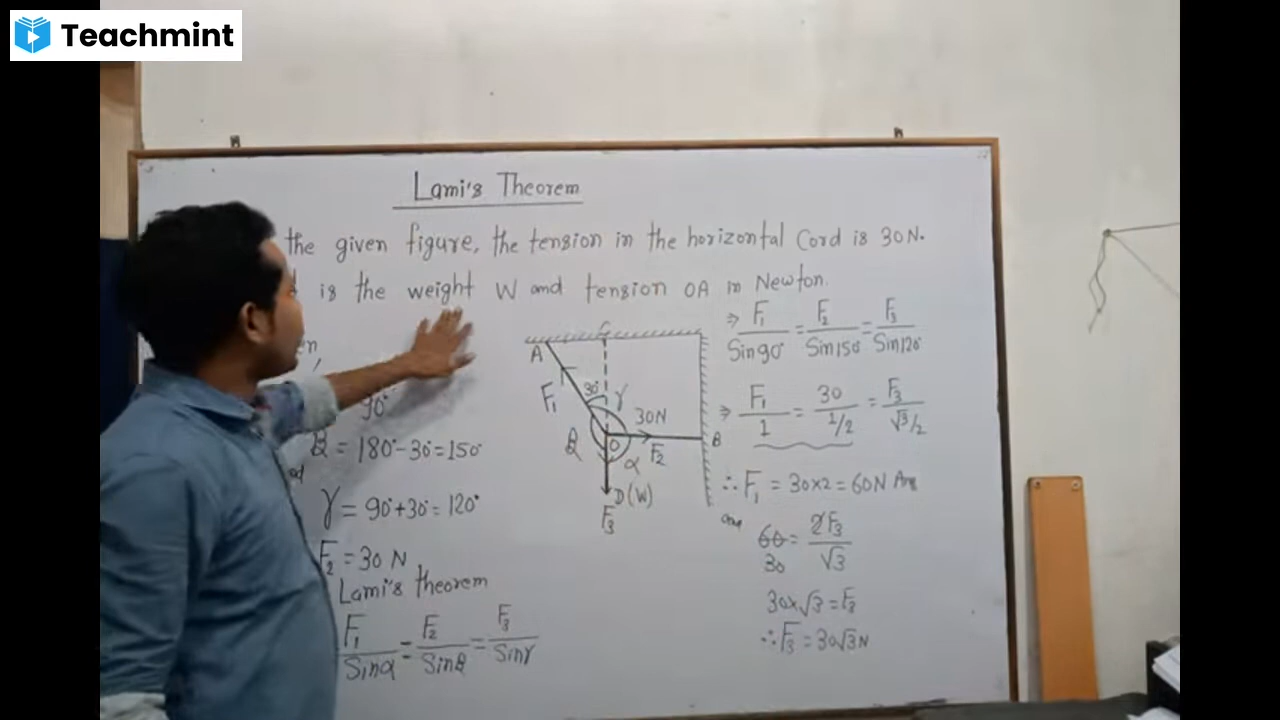 Teachmint
Lami's Theorem
the given figure, the tension in the horizontal Cord is 30N.
is the weight W and tension OA in Newton.
⇒ F₁/Sin90° = F₂/Sin150° = F₃/Sin120°
A
F₁
30°
γ
30N
O
B
α
F₂
D(W)
F₃
90°
= 180°-30° = 150°
γ = 90°+30° = 120°
F₂ = 30 N
Lami's theorem
F₁/Sinα = F₂/Sinβ = F₃/Sinγ
⇒ F₁/1 = 30/1/2 = F₃/√3/2
∴ F₁ = 30×2 = 60N Ans
60 = 2F₃/√3
30
30×√3 = F₃
∴ F₃ = 30√3 N